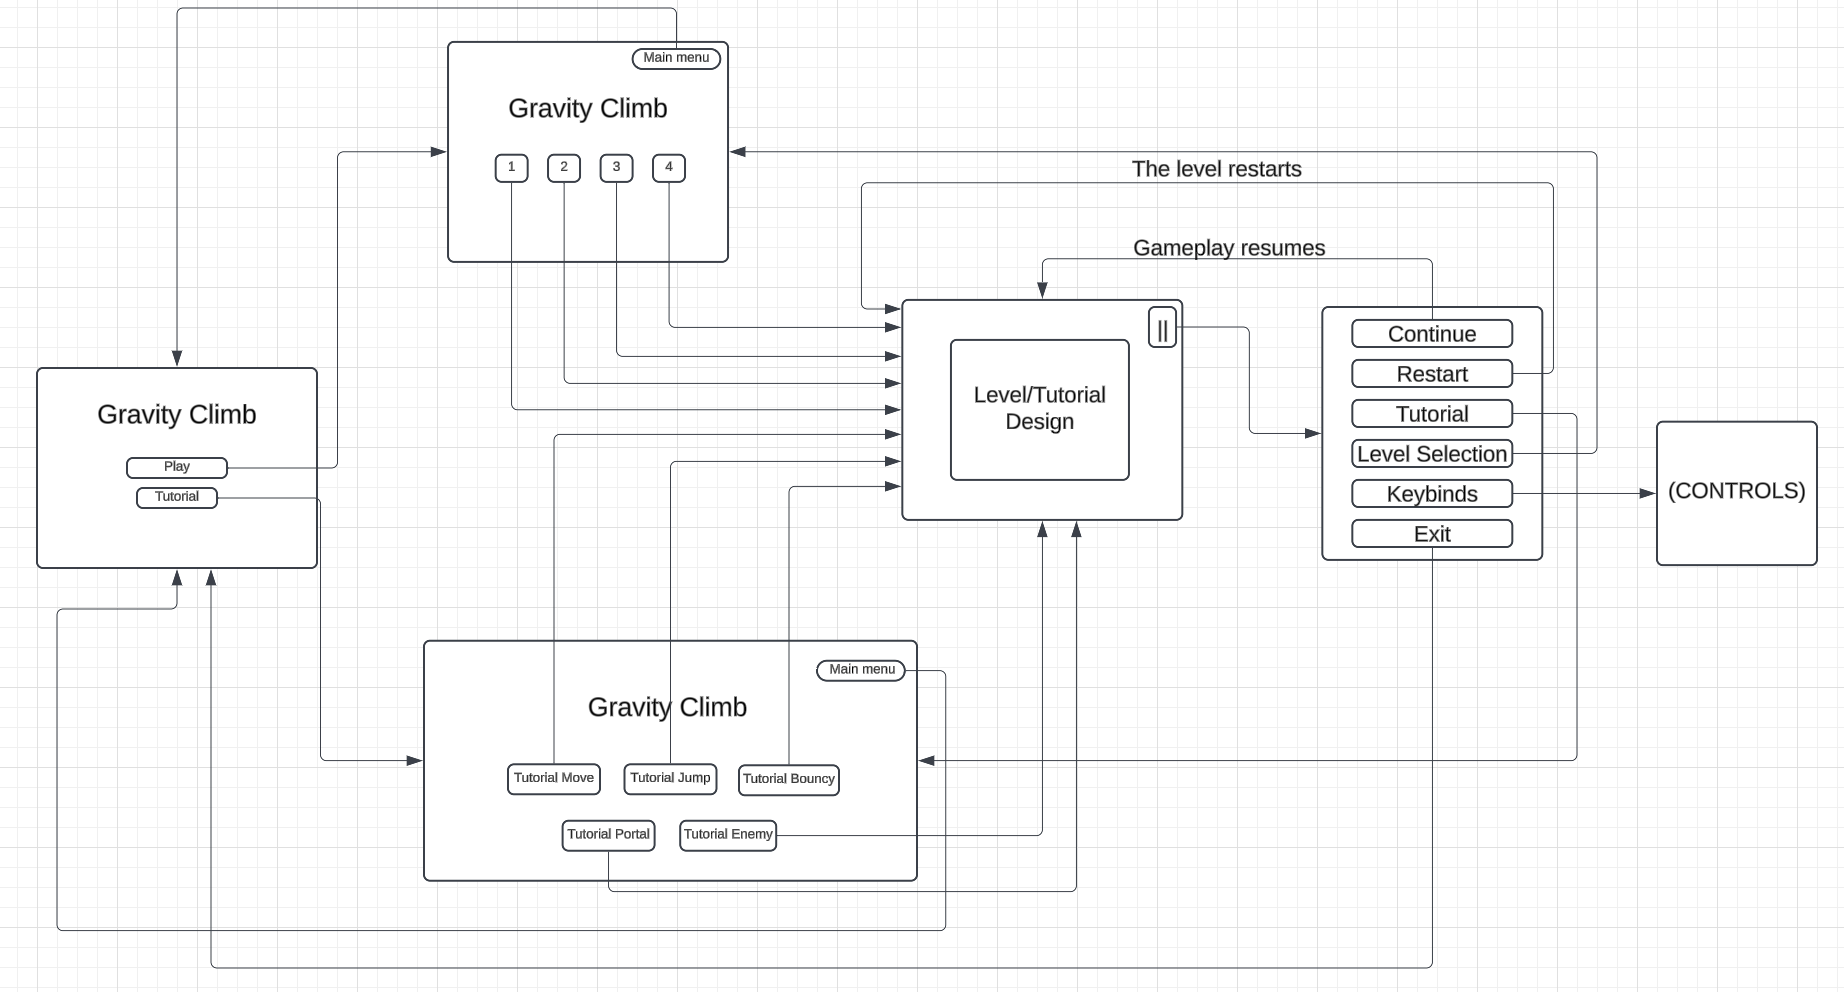 Main menu
Gravity Climb
1
2
3
4
The level restarts
Gameplay resumes
||
Level/Tutorial
Design
Continue
Restart
Tutorial
Level Selection
Keybinds
Exit
(CONTROLS)
Gravity Climb
Play
Tutorial
Main menu
Gravity Climb
Tutorial Move
Tutorial Jump
Tutorial Bouncy
Tutorial Portal
Tutorial Enemy